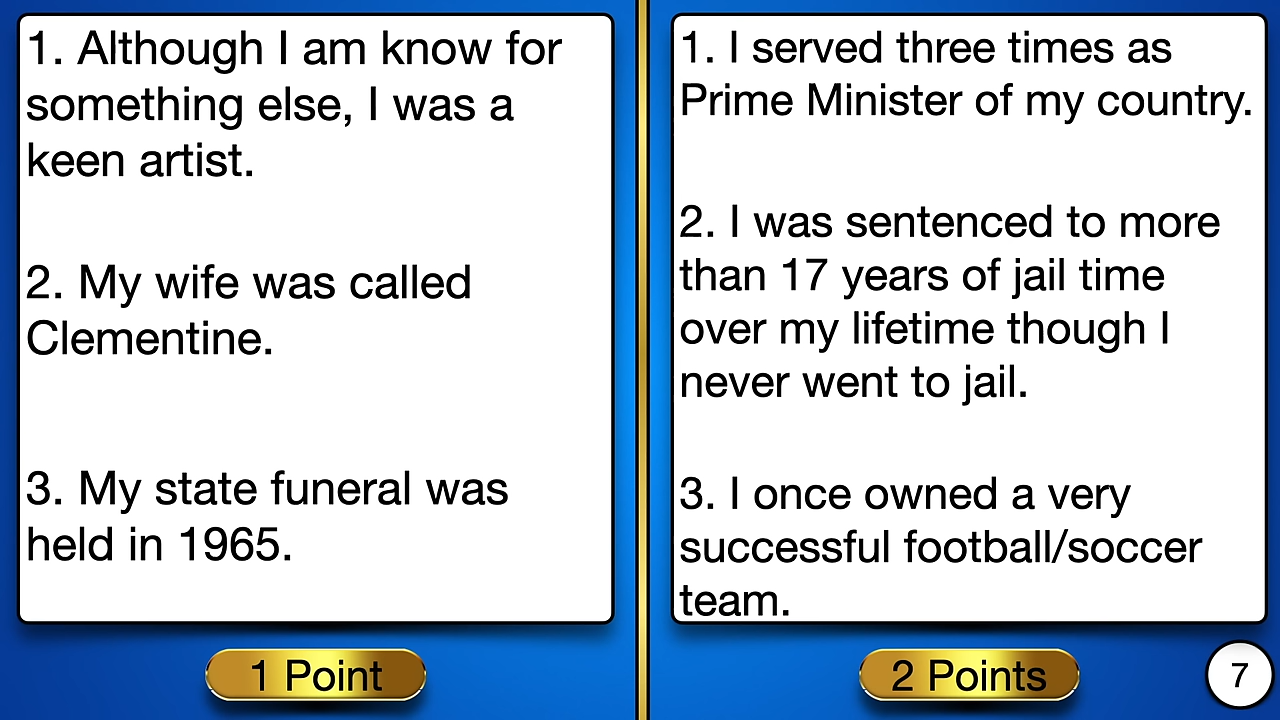 1. Although I am know for
something else, I was a
keen artist.
2. My wife was called
Clementine.
3. My state funeral was
held in 1965.
1 Point
1. I served three times as
Prime Minister of my country.
2. I was sentenced to more
than 17 years of jail time
over my lifetime though I
never went to jail.
3. I once owned a very
successful football/soccer
team.
2 Points
7